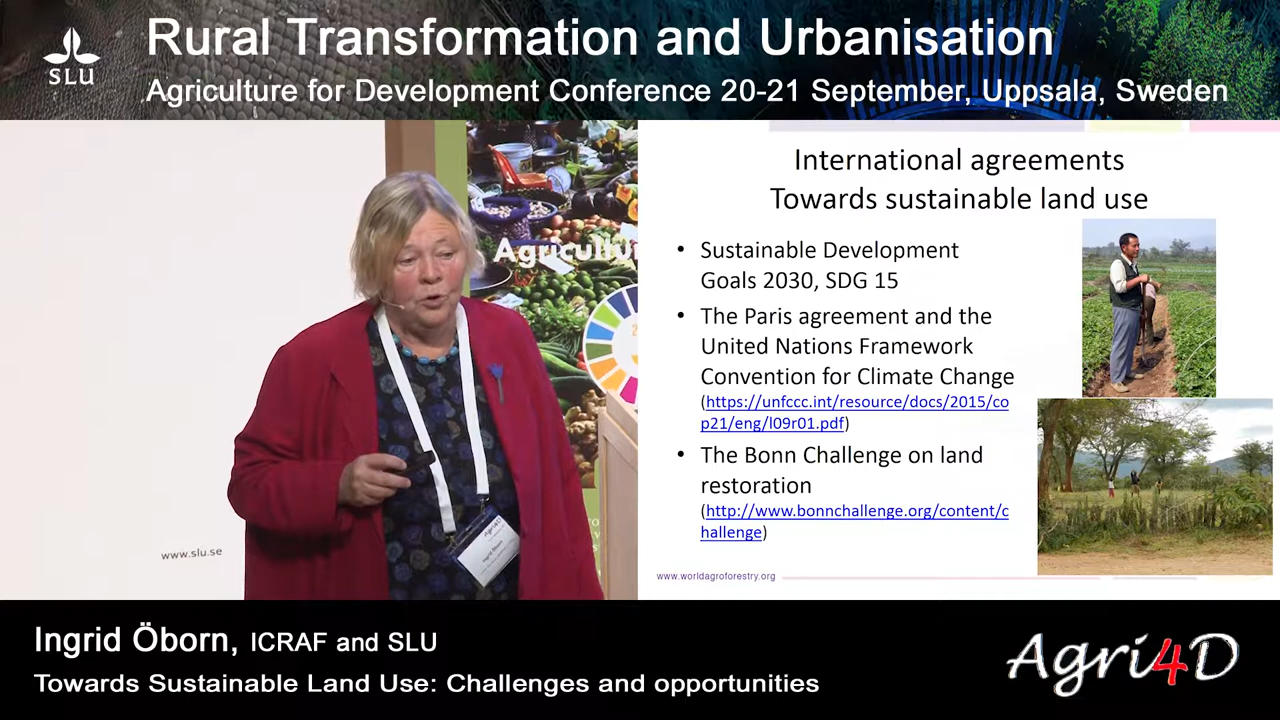 SLU
Rural Transformation and Urbanisation
Agriculture for Development Conference 20-21 September, Uppsala, Sweden
Agricultu
www.slu.se
Agri4D
Ingrid Öborn
International agreements
Towards sustainable land use
• Sustainable Development
Goals 2030, SDG 15
• The Paris agreement and the
United Nations Framework
Convention for Climate Change
(https://unfccc.int/resource/docs/2015/co
p21/eng/l09r01.pdf)
• The Bonn Challenge on land
restoration
(http://www.bonnchallenge.org/content/c
hallenge)
www.worldagroforestry.org
Ingrid Öborn, ICRAF and SLU
Towards Sustainable Land Use: Challenges and opportunities
Agri4D